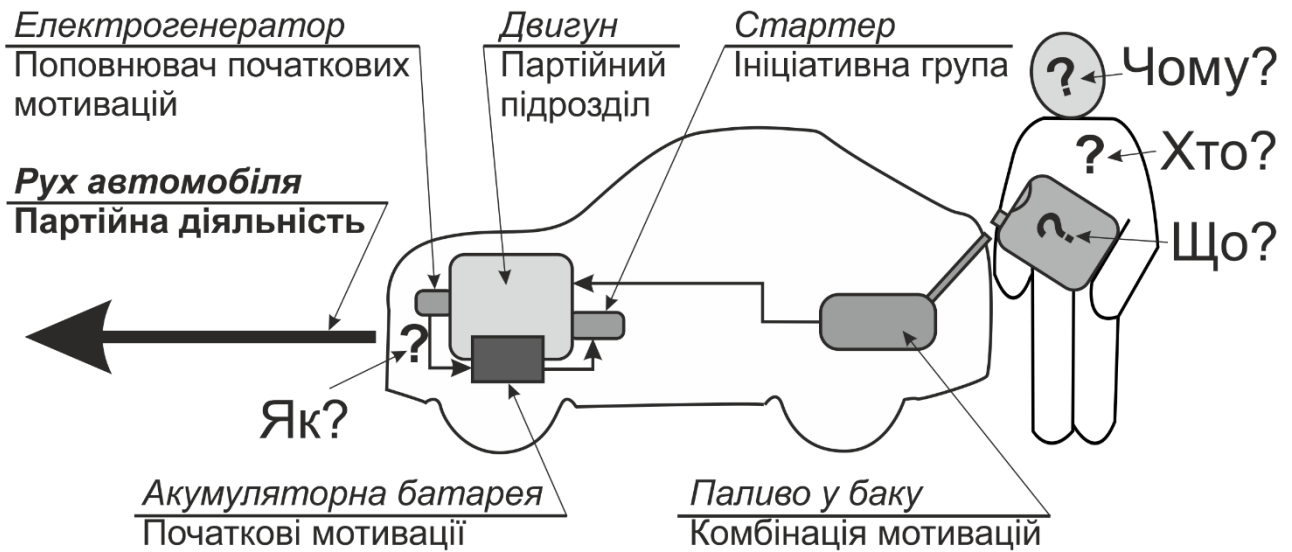 Електрогенератор
Поповнювач початкових
мотивацій
Двигун
Партійний
підрозділ
Стартер
Ініціативна група
?
Чому?
?
Хто?
?
Що?
Рух автомобіля
Партійна діяльність
?
Як?
Акумуляторна батарея
Початкові мотивації
Паливо у баку
Комбінація мотивацій